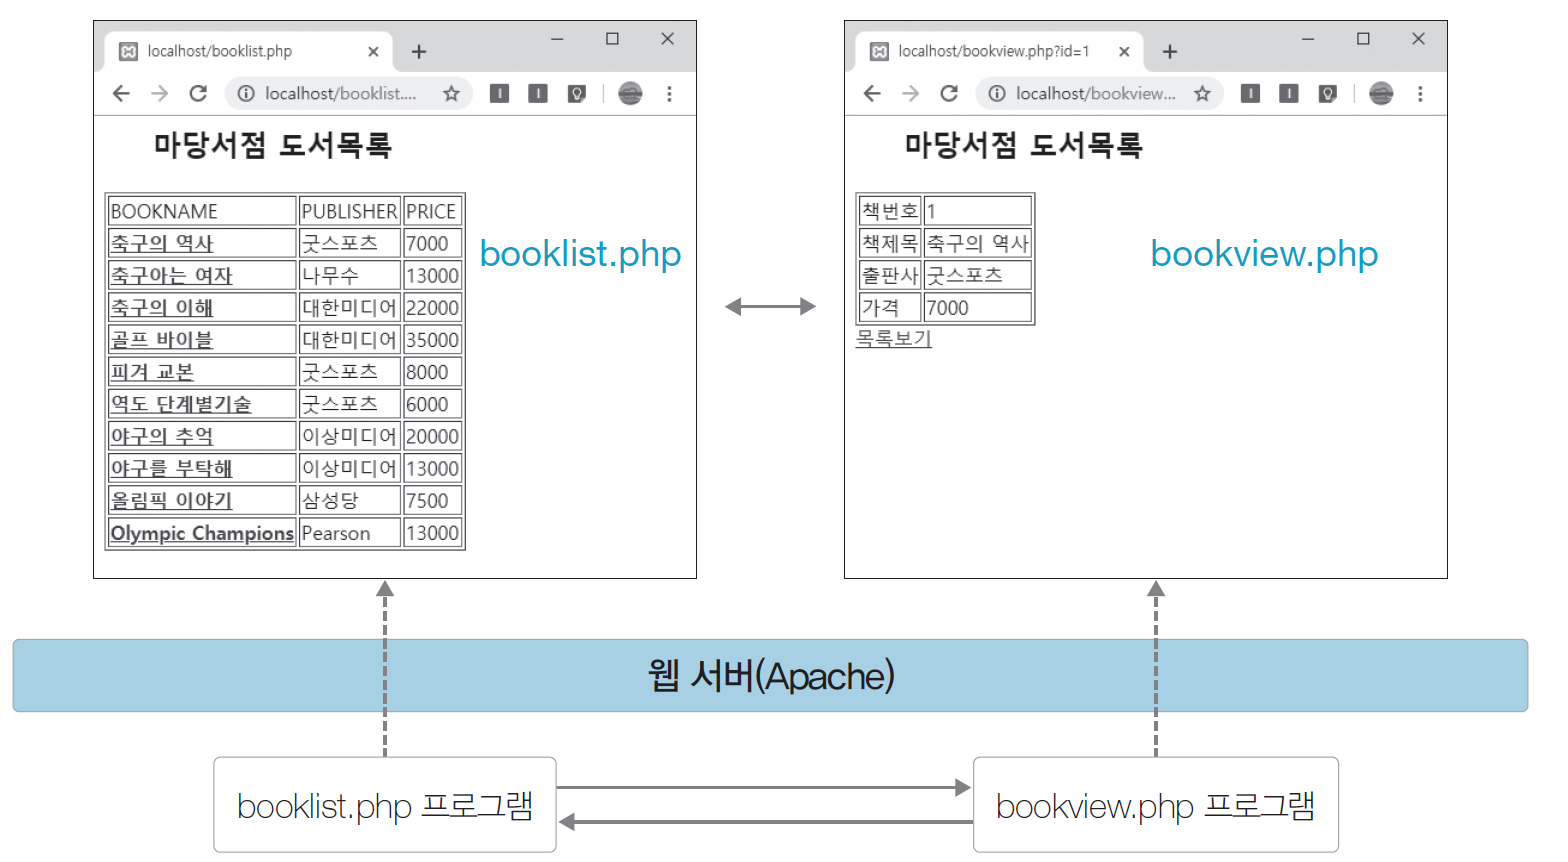 localhost/booklist.php
localhost/booklist....
마당서점 도서목록
BOOKNAME PUBLISHER PRICE
축구의 역사 굿스포츠 7000
축구아는 여자 나무수 13000
축구의 이해 대한미디어 22000
골프 바이블 대한미디어 35000
피겨 교본 굿스포츠 8000
역도 단계별기술 굿스포츠 6000
야구의 추억 이상미디어 20000
야구를 부탁해 이상미디어 13000
올림픽 이야기 삼성당 7500
Olympic Champions Pearson 13000
booklist.php
localhost/bookview.php?id=1
localhost/bookview...
마당서점 도서목록
책번호 1
책제목 축구의 역사
출판사 굿스포츠
가격 7000
목록보기
bookview.php
웹 서버(Apache)
booklist.php 프로그램
bookview.php 프로그램